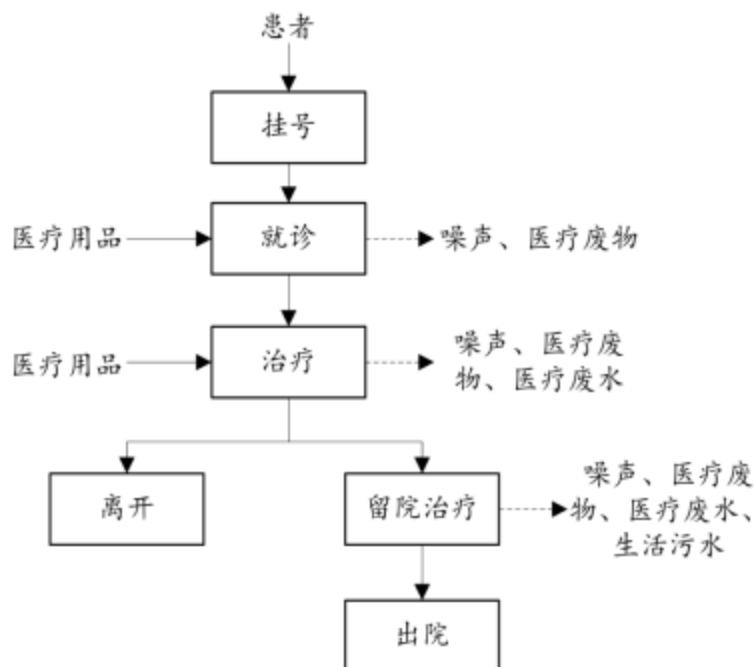 患者
挂号
医疗用品
就诊
噪声、医疗废物
医疗用品
治疗
噪声、医疗废
物、医疗废水
离开
留院治疗
噪声、医疗废
物、医疗废水、
生活污水
出院